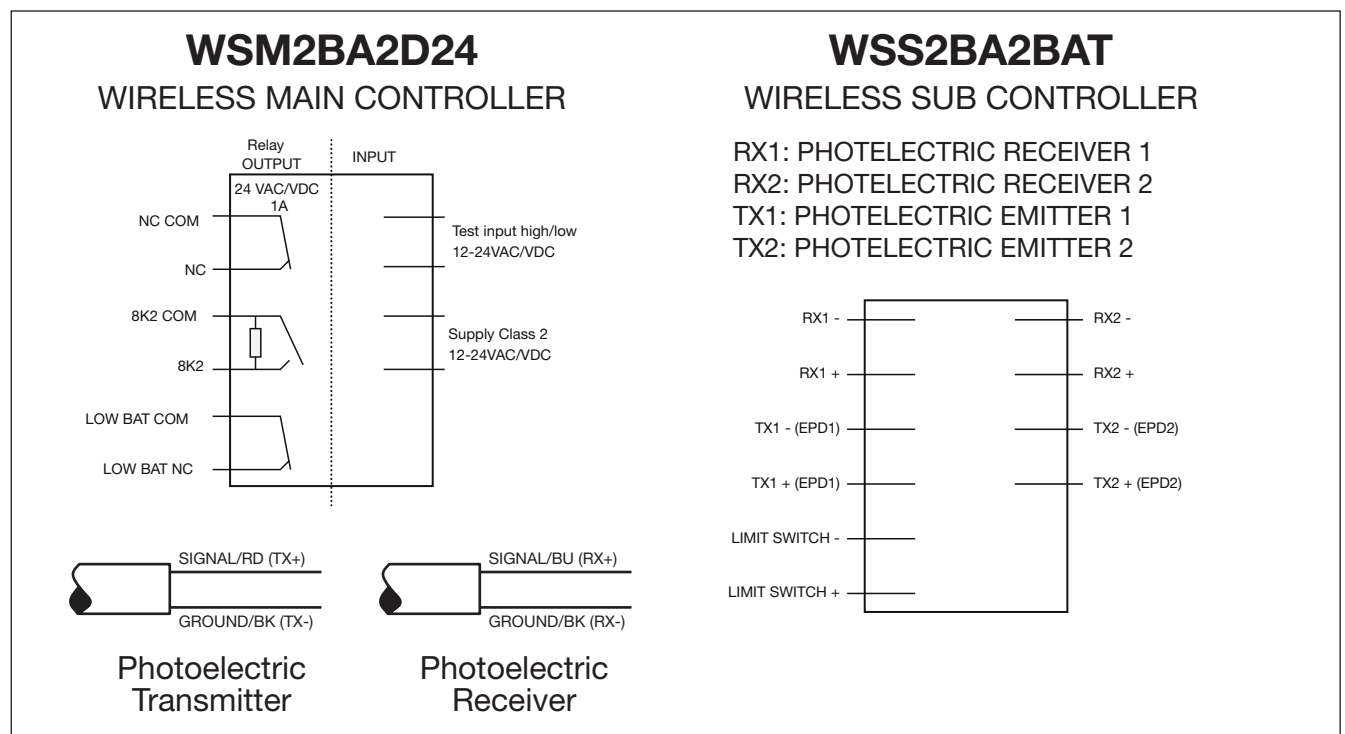 WSM2BA2D24
WIRELESS MAIN CONTROLLER
Relay
OUTPUT
INPUT
24 VAC/VDC
1A
NC COM
NC
8K2 COM
8K2
LOW BAT COM
LOW BAT NC
Test input high/low
12-24VAC/VDC
Supply Class 2
12-24VAC/VDC
SIGNAL/RD (TX+)
GROUND/BK (TX-)
Photoelectric
Transmitter
SIGNAL/BU (RX+)
GROUND/BK (RX-)
Photoelectric
Receiver
WSS2BA2BAT
WIRELESS SUB CONTROLLER
RX1: PHOTELECTRIC RECEIVER 1
RX2: PHOTELECTRIC RECEIVER 2
TX1: PHOTELECTRIC EMITTER 1
TX2: PHOTELECTRIC EMITTER 2
RX1 -
RX1 +
TX1 - (EPD1)
TX1 + (EPD1)
LIMIT SWITCH -
LIMIT SWITCH +
RX2 -
RX2 +
TX2 - (EPD2)
TX2 + (EPD2)